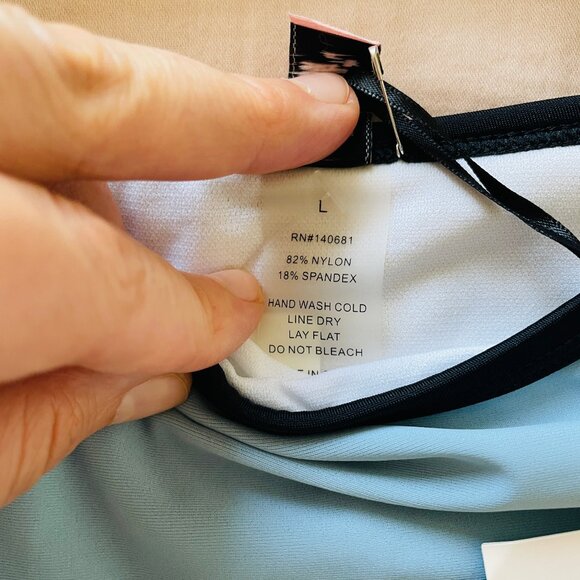 L
RN#140681
82% NYLON
18% SPANDEX
HAND WASH COLD
LINE DRY
LAY FLAT
DO NOT BLEACH